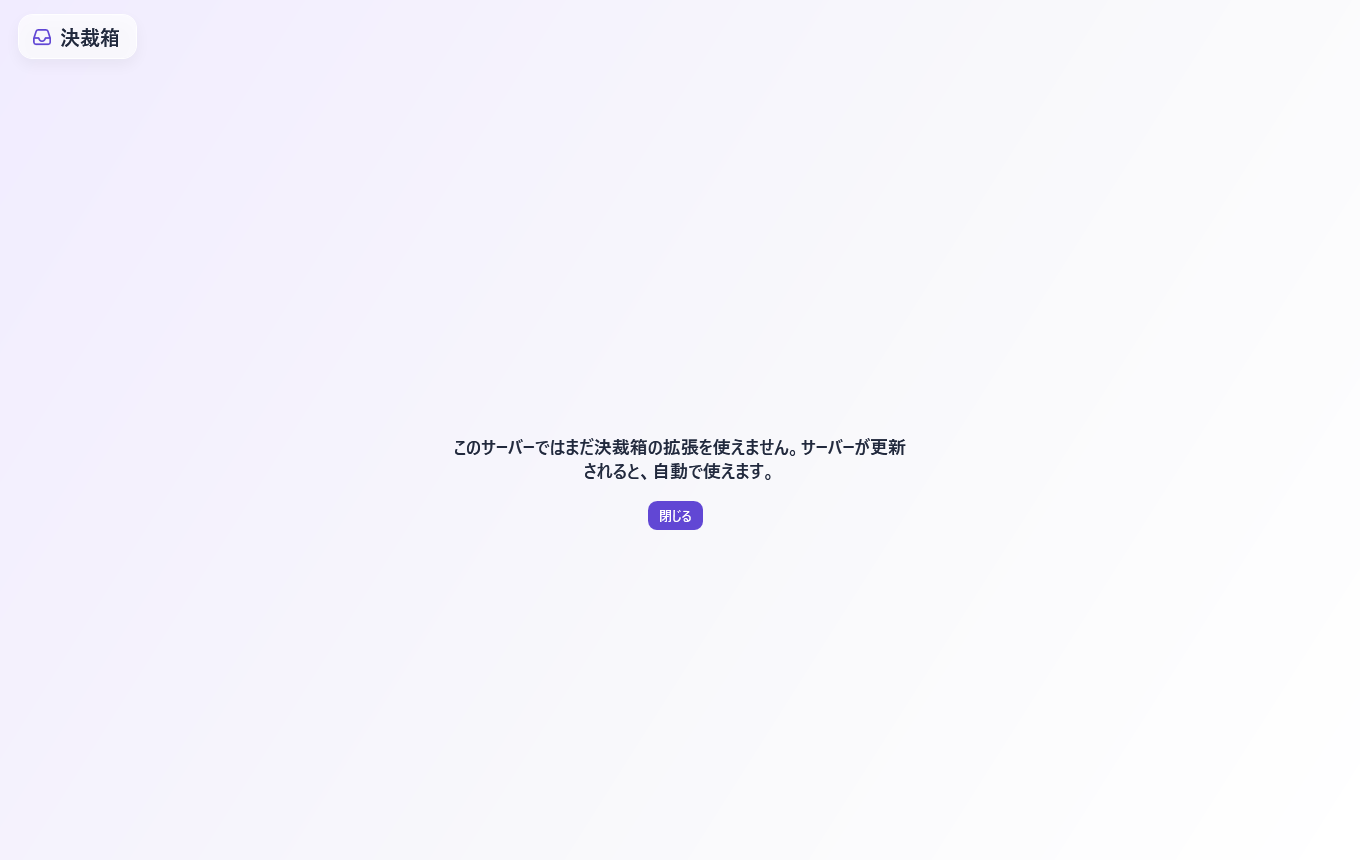 決裁箱
このサーバーではまだ決裁箱の拡張を使えません。サーバーが更新
されると、自動で使えます。
閉じる